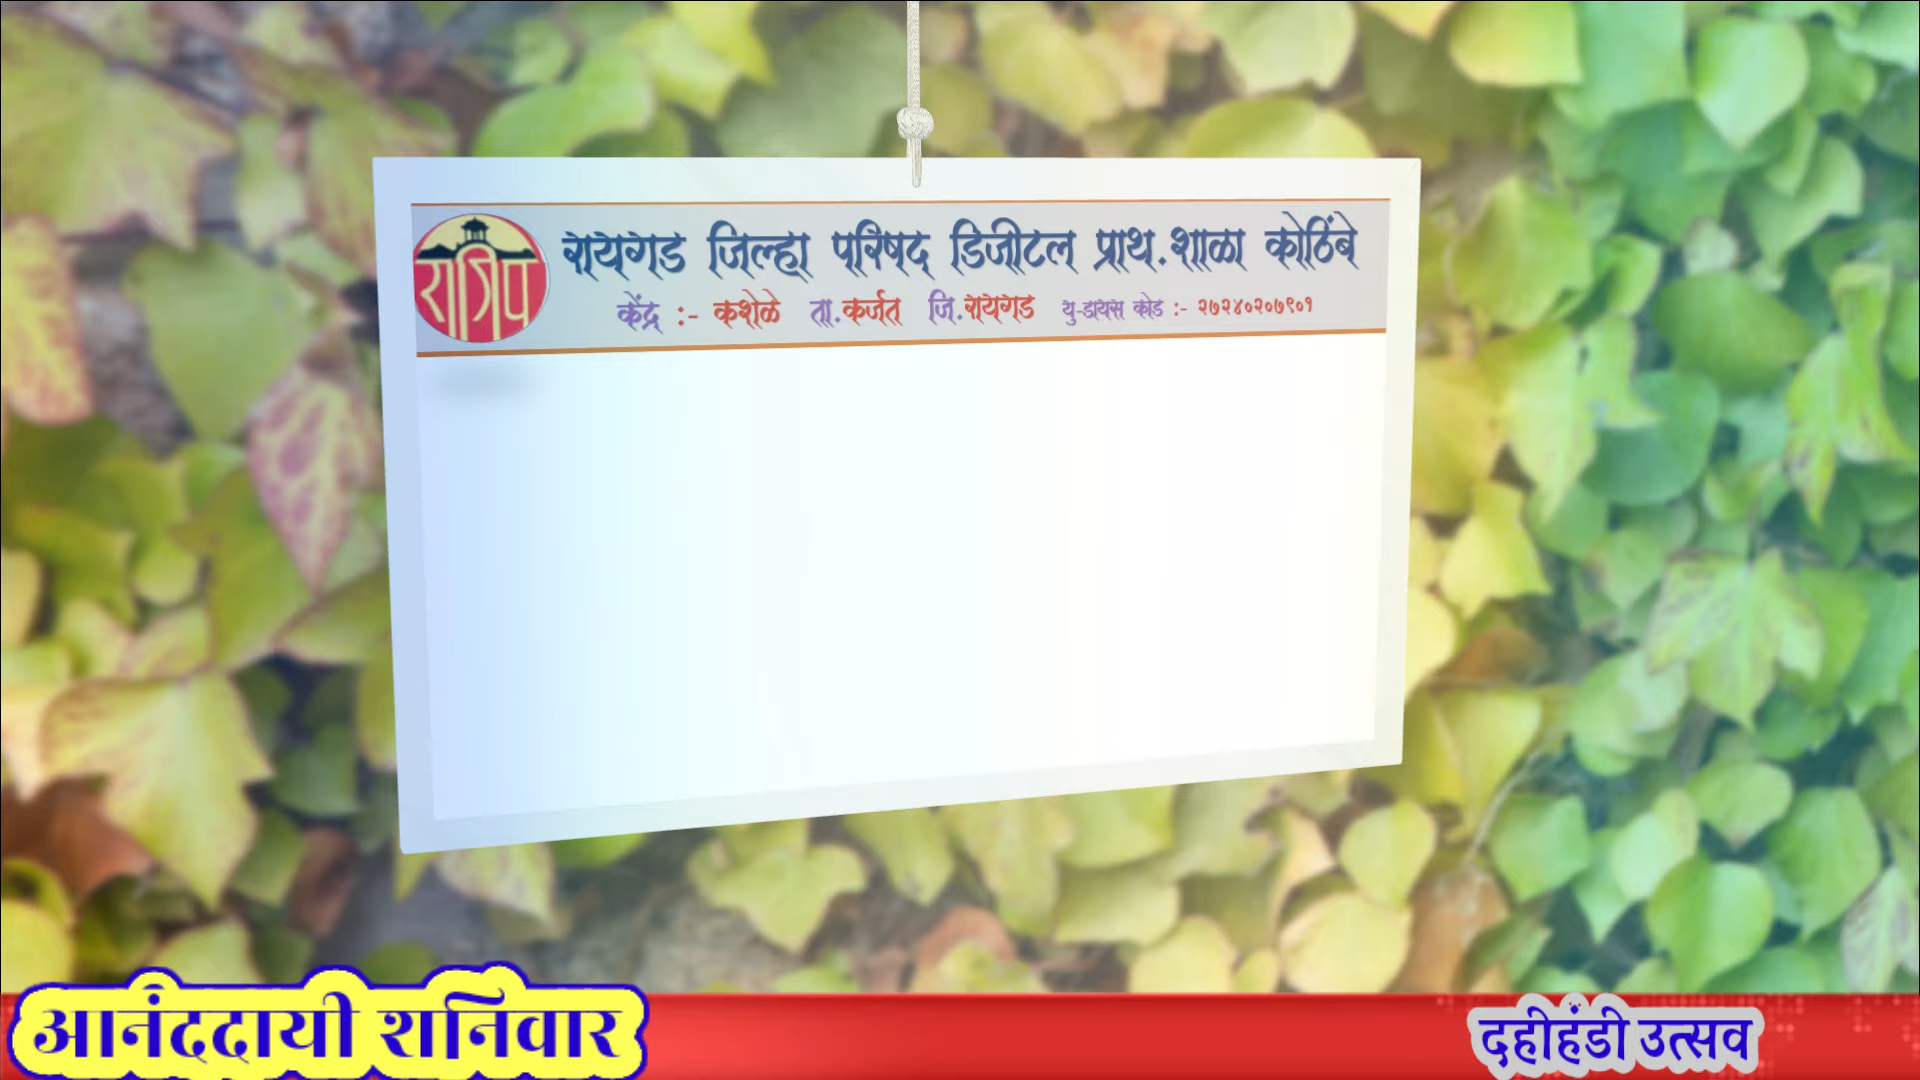 राजिप
रायगड जिल्हा परिषद डिजीटल प्राथ.शाळा कोठिंबे
केंद्र :- कशेळे ता.कर्जत जि.रायगड यु-डायस कोड :- २७२४०२०७९०१
आनंददायी शनिवार
दहीहंडी उत्सव